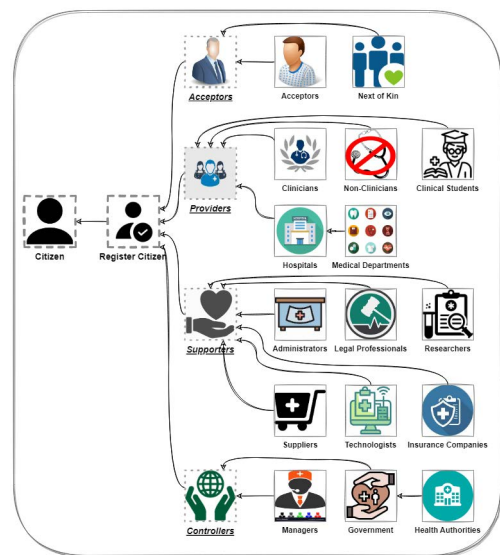 Acceptors Acceptors Next of Kin
Clinicians Non-Clinicians Clinical Students
Providers
Citizen Register Citizen Hospitals Medical Departments
Administrators Legal Professionals Researchers
Supporters
Suppliers Technologists Insurance Companies
Controllers Managers Government Health Authorities